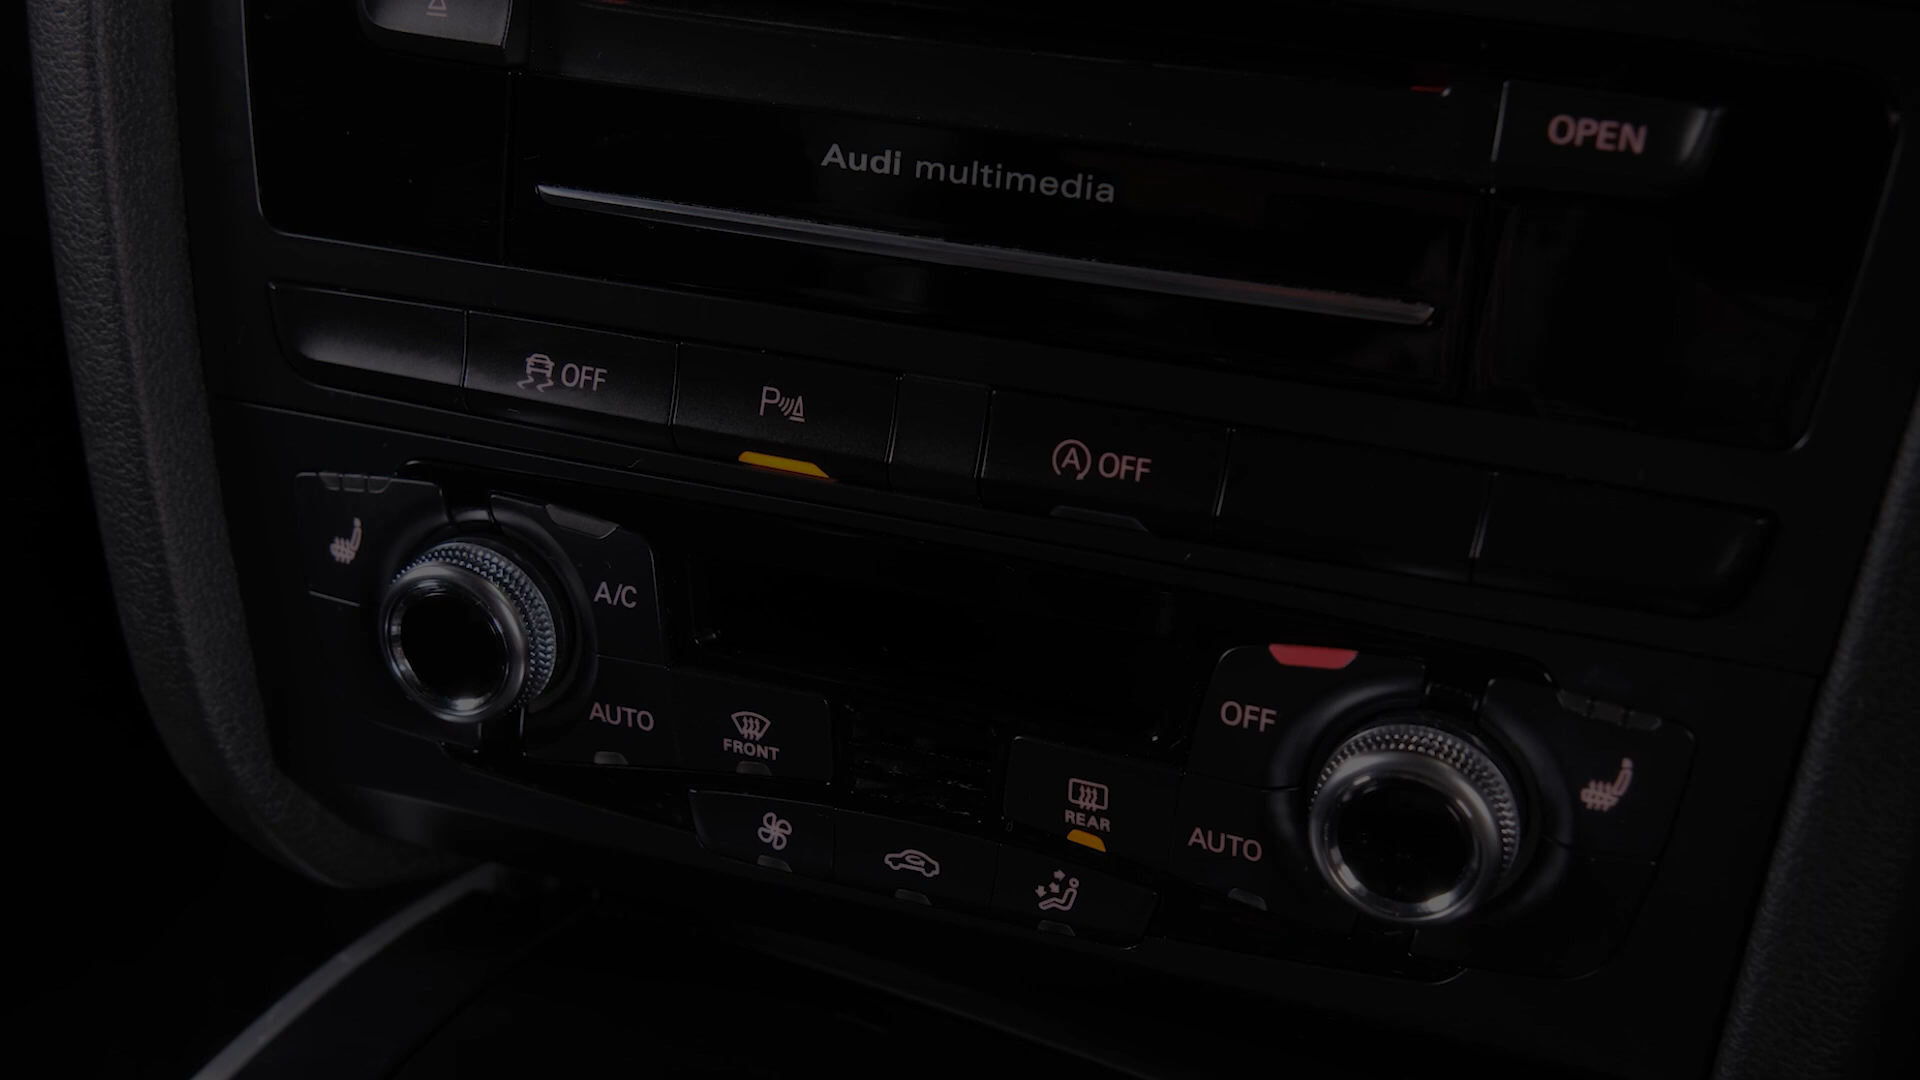 OPEN
Audi multimedia
OFF
P
A OFF
A/C
OFF
AUTO
FRONT
REAR
AUTO